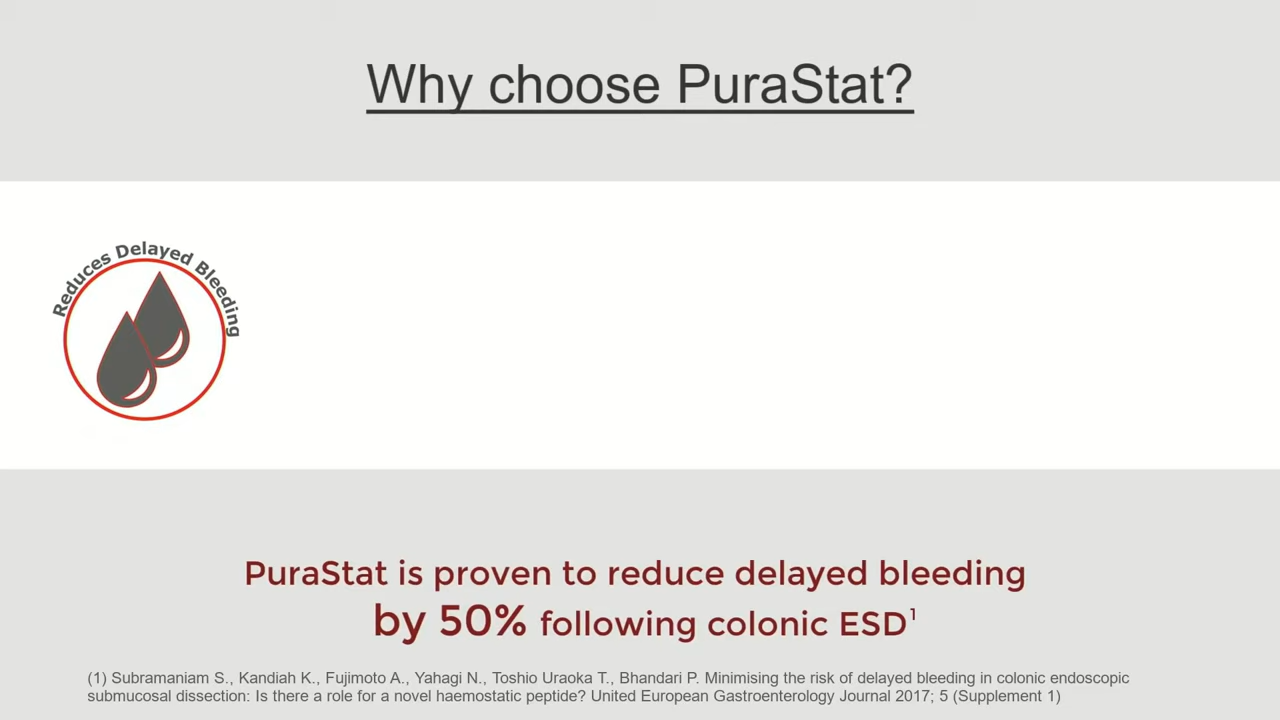 Why choose PuraStat?
Reduces Delayed Bleeding
PuraStat is proven to reduce delayed bleeding
by 50% following colonic ESD¹
(1) Subramaniam S., Kandiah K., Fujimoto A., Yahagi N., Toshio Uraoka T., Bhandari P. Minimising the risk of delayed bleeding in colonic endoscopic
submucosal dissection: Is there a role for a novel haemostatic peptide? United European Gastroenterology Journal 2017; 5 (Supplement 1)